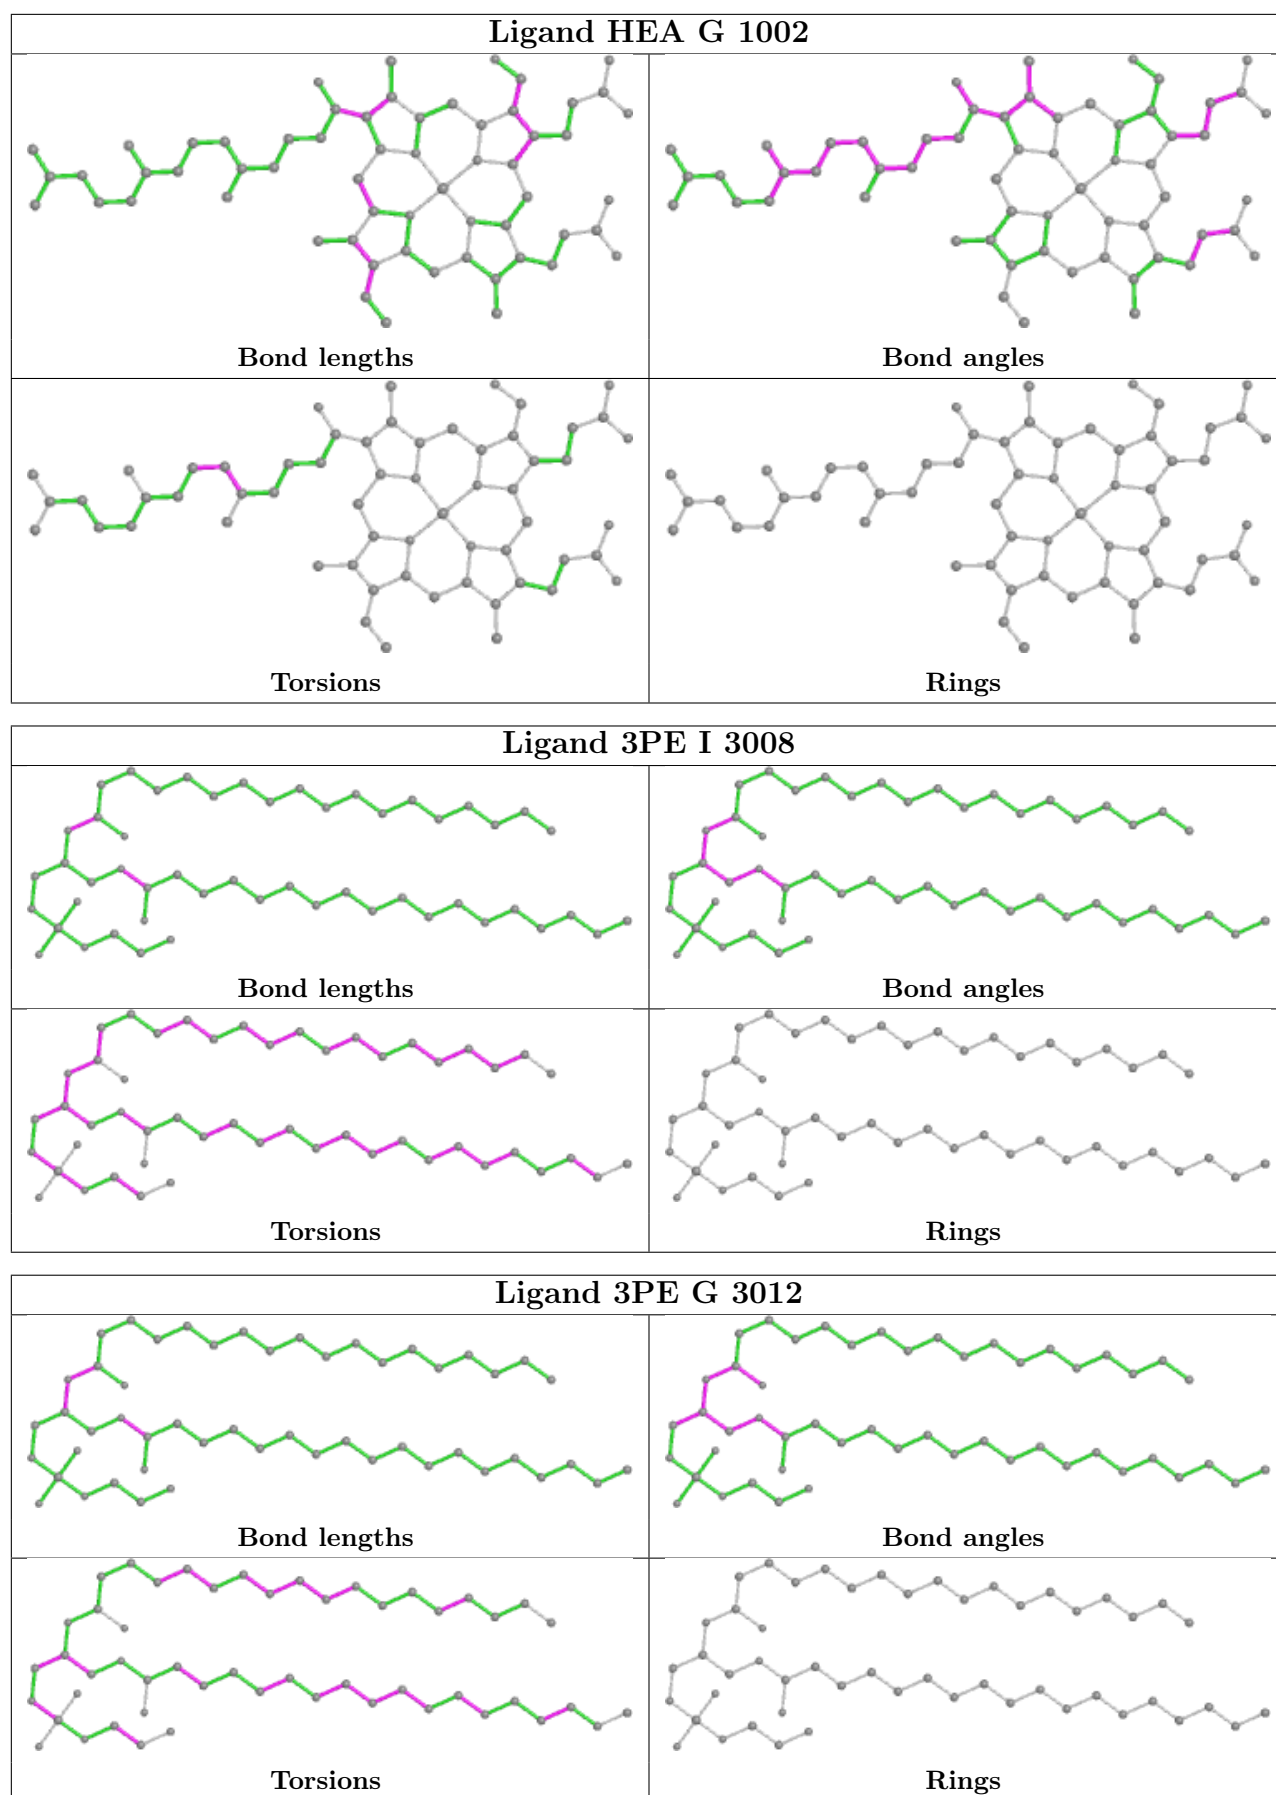 Ligand HEA G 1002
Bond lengths
Bond angles
Torsions
Rings
Ligand 3PE I 3008
Bond lengths
Bond angles
Torsions
Rings
Ligand 3PE G 3012
Bond lengths
Bond angles
Torsions
Rings